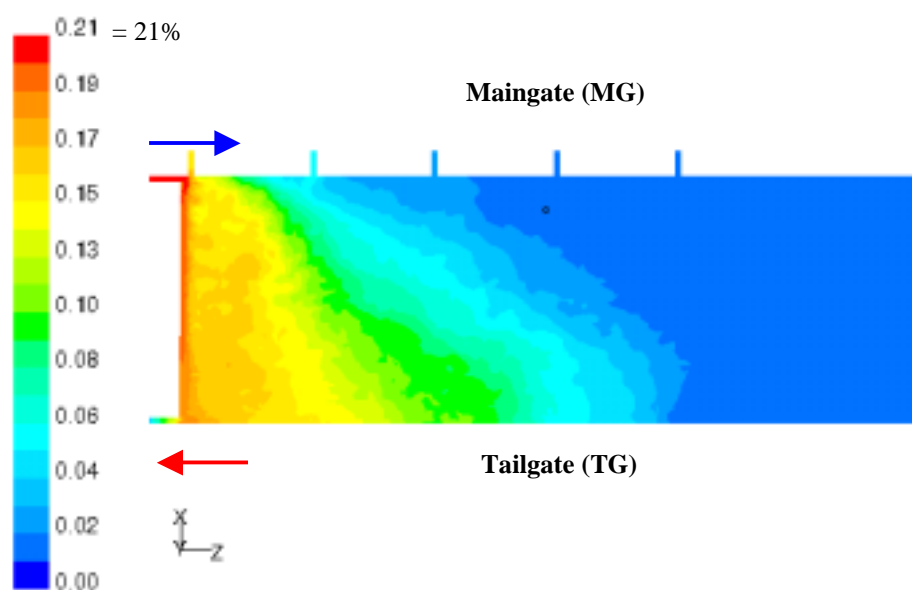 0.21 = 21%
0.19
Maingate (MG)
0.17
0.15
0.13
0.10
0.08
0.06
0.04
Tailgate (TG)
0.02
0.00
X
Y
Z